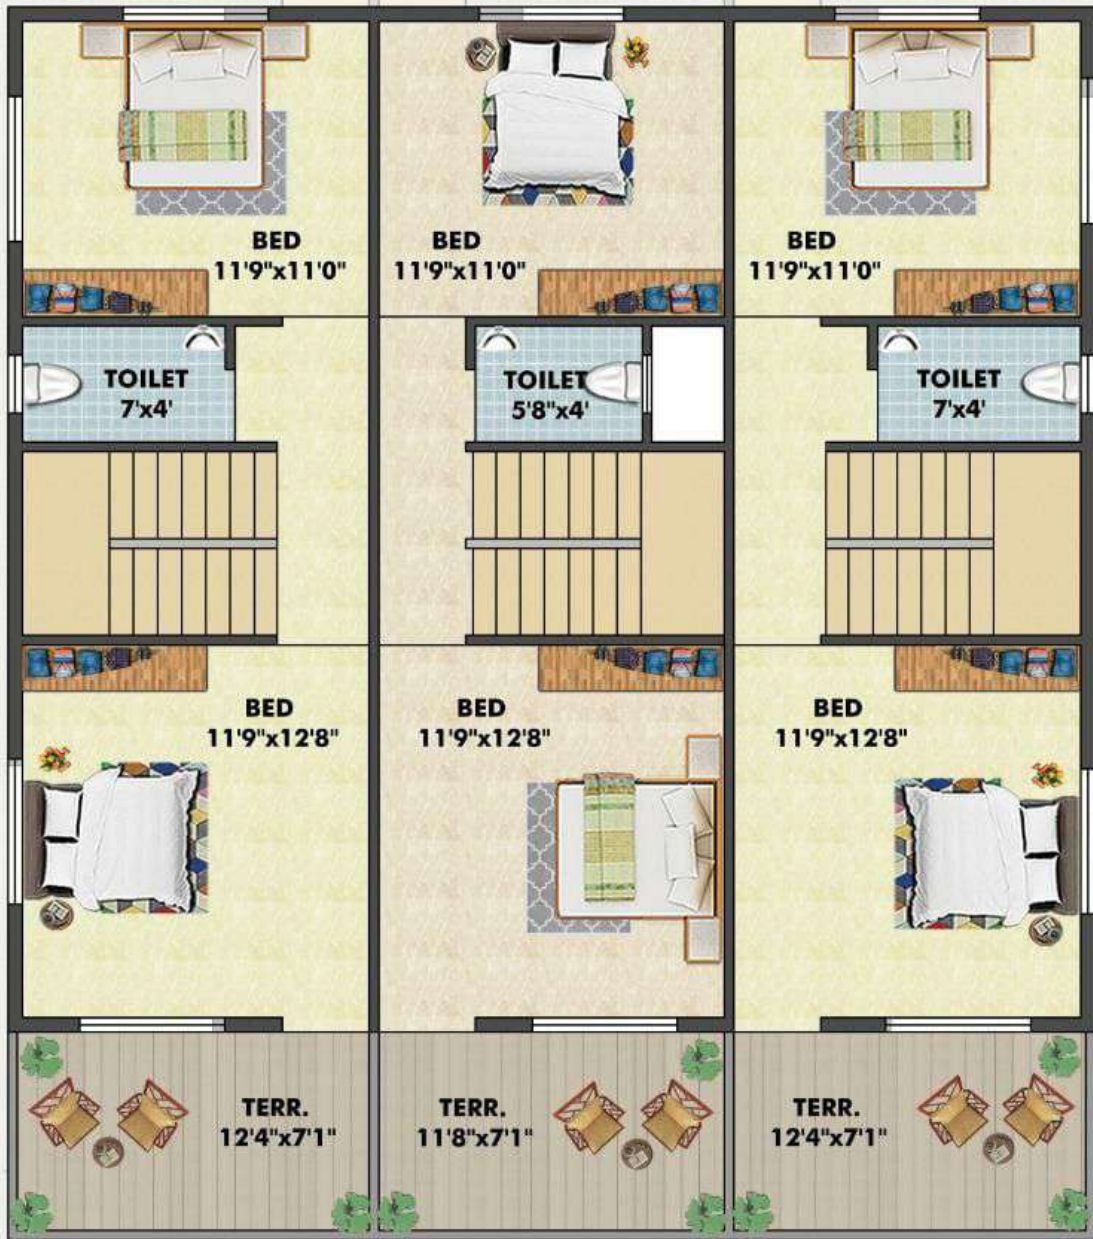 BED
11'9"x11'0"
BED
11'9"x11'0"
BED
11'9"x11'0"
TOILET
7'x4'
TOILET
5'8"x4'
TOILET
7'x4'
BED
11'9"x12'8"
BED
11'9"x12'8"
BED
11'9"x12'8"
TERR.
12'4"x7'1"
TERR.
11'8"x7'1"
TERR.
12'4"x7'1"